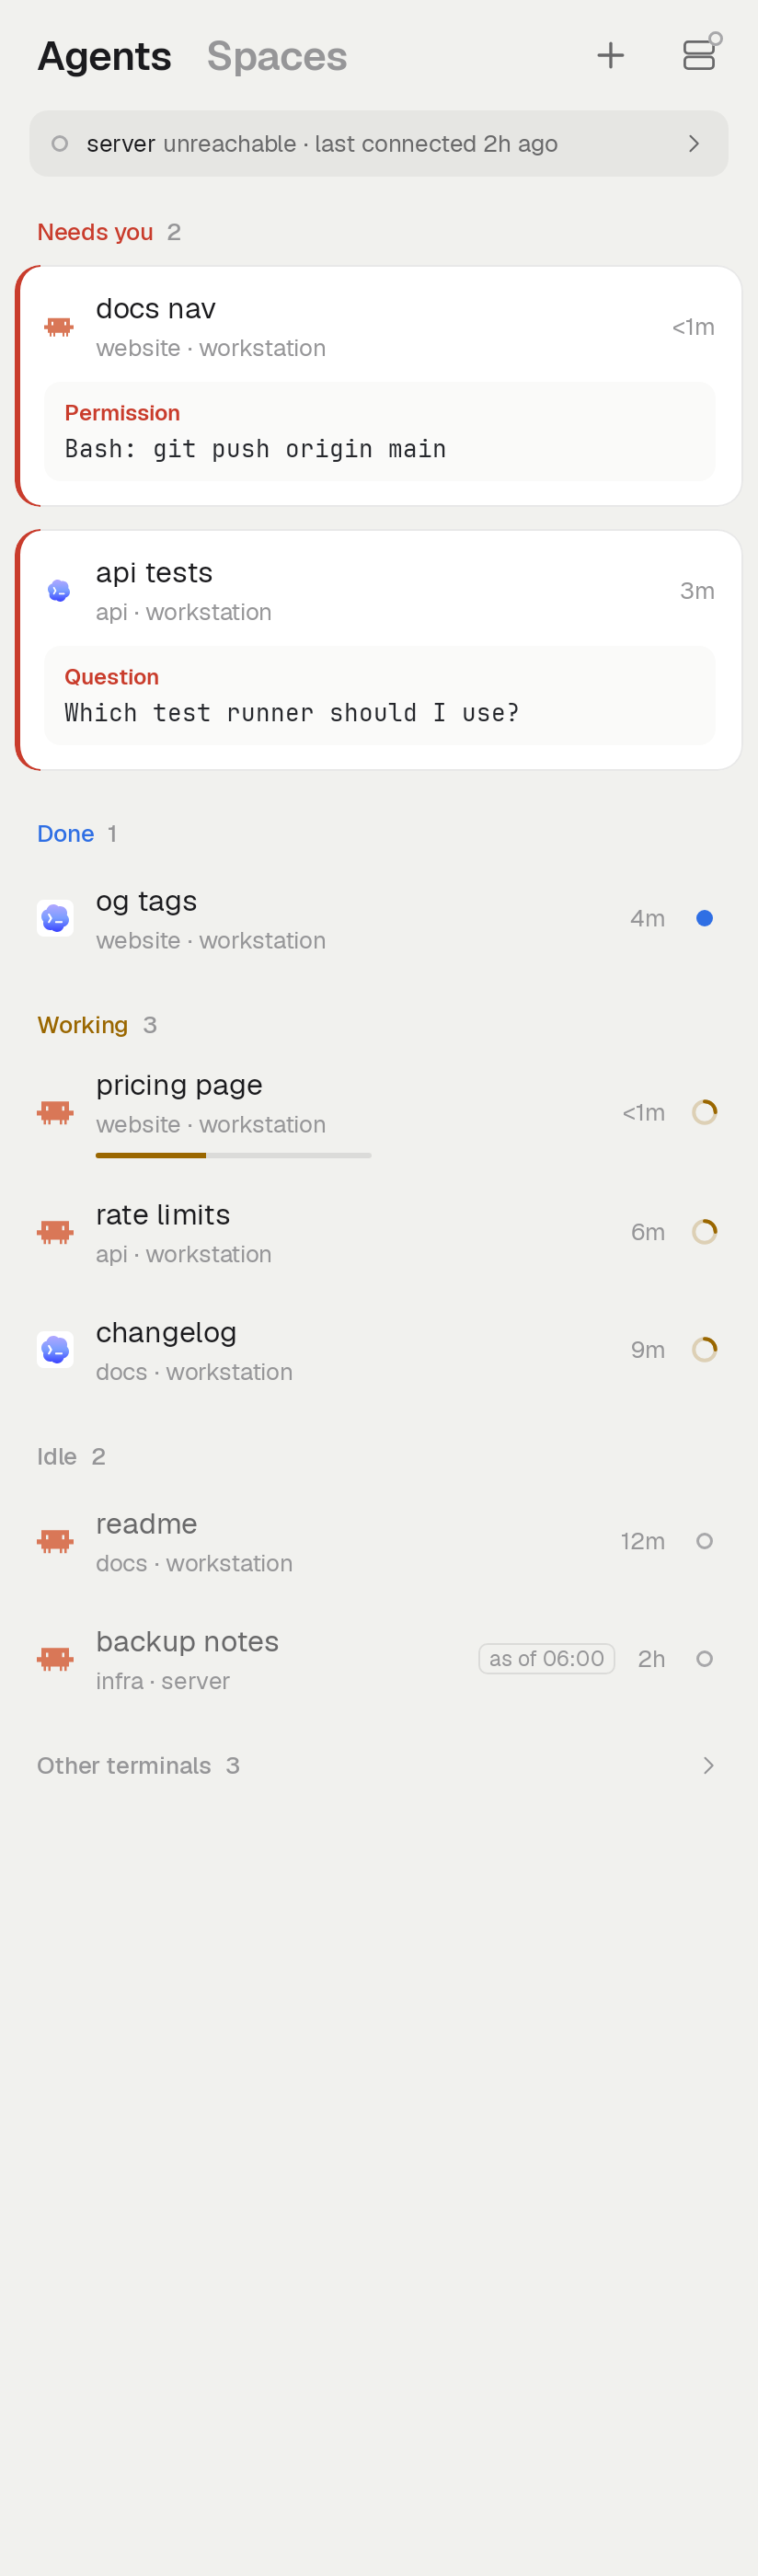 Agents Spaces
server unreachable · last connected 2h ago
Needs you 2
docs nav
website · workstation
<1m
Permission
Bash: git push origin main
api tests
api · workstation
3m
Question
Which test runner should I use?
Done 1
og tags
website · workstation
4m
Working 3
pricing page
website · workstation
<1m
rate limits
api · workstation
6m
changelog
docs · workstation
9m
Idle 2
readme
docs · workstation
12m
backup notes
infra · server
as of 06:00 2h
Other terminals 3